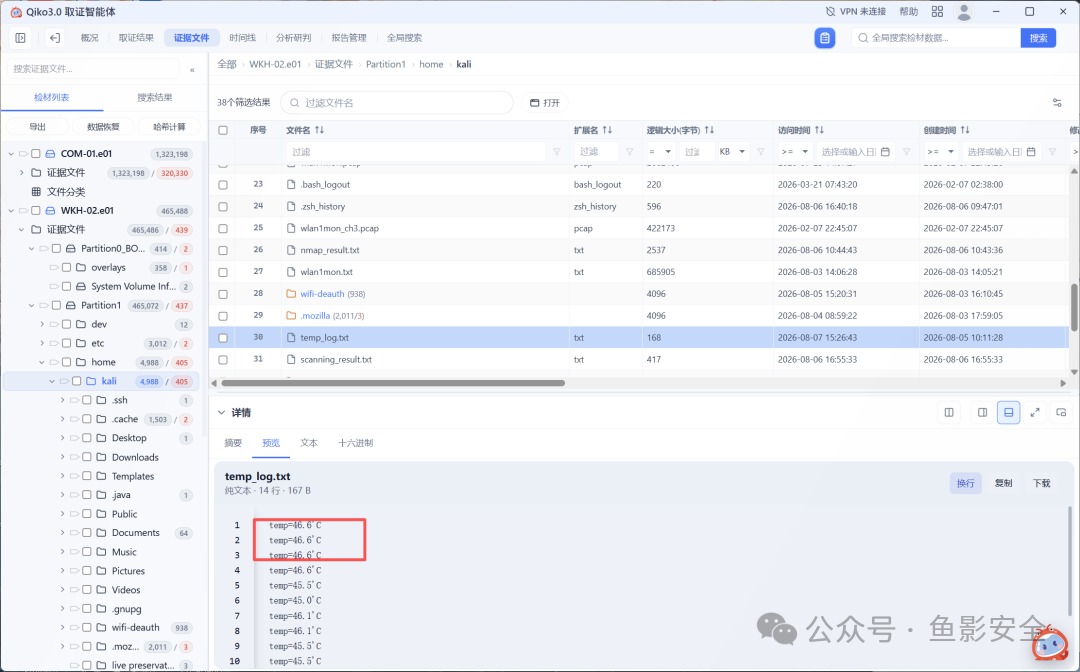 Qiko3.0 取证智能体
VPN 未连接 帮助
概况 取证结果 证据文件 时间线 分析研判 报告管理 全局搜索
全局搜索检材数据... 搜索
搜索证据文件... «
检材列表 搜索结果
导出 数据恢复 哈希计算
COM-01.e01 1,323,198
证据文件 1,323,198 / 320,330
文件分类
WKH-02.e01 465,488
证据文件 465,486 / 439
Partition0_BO... 414 / 2
overlays 358 / 1
System Volume Inf... 2
Partition1 465,072 / 437
dev 12
etc 3,012 / 2
home 4,988 / 405
kali 4,988 / 405
.ssh 1
.cache 1,503 / 2
Desktop 1
Downloads
Templates
.java 1
Public
Documents 64
Music
Pictures
Videos
.gnupg
wifi-deauth 938
.moz... 2,011 / 3
live preservat... 3
全部 › WKH-02.e01 › 证据文件 › Partition1 › home › kali
38个筛选结果 过滤文件名 打开
序号 文件名 扩展名 逻辑大小(字节) 访问时间 创建时间
过滤 过滤 = KB >= 选择或输入日 >= 选择或输入日 >
23 .bash_logout bash_logout 220 2026-03-21 07:43:20 2026-02-07 02:38:00
24 .zsh_history zsh_history 596 2026-08-06 16:40:18 2026-08-06 09:47:01
25 wlan1mon_ch3.pcap pcap 422173 2026-02-07 22:45:07 2026-02-07 22:45:07
26 nmap_result.txt txt 2537 2026-08-06 10:44:43 2026-08-06 10:43:36
27 wlan1mon.txt txt 685905 2026-08-03 14:06:28 2026-08-03 14:05:21
28 wifi-deauth (938) 4096 2026-08-05 15:20:31 2026-08-03 16:10:45
29 .mozilla (2,011/3) 4096 2026-08-04 08:59:22 2026-08-03 17:59:05
30 temp_log.txt txt 168 2026-08-07 15:26:43 2026-08-05 10:11:28
31 scanning_result.txt txt 417 2026-08-06 16:55:33 2026-08-06 16:55:33
详情
摘要 预览 文本 十六进制
temp_log.txt
纯文本 · 14 行 · 167 B
换行 复制 下载
1 temp=46.6'C
2 temp=46.6'C
3 temp=46.6'C
4 temp=46.6'C
5 temp=45.5'C
6 temp=45.0'C
7 temp=46.1'C
8 temp=46.1'C
9 temp=45.5'C
10 temp=45.5'C
公众号 · 鱼影安全